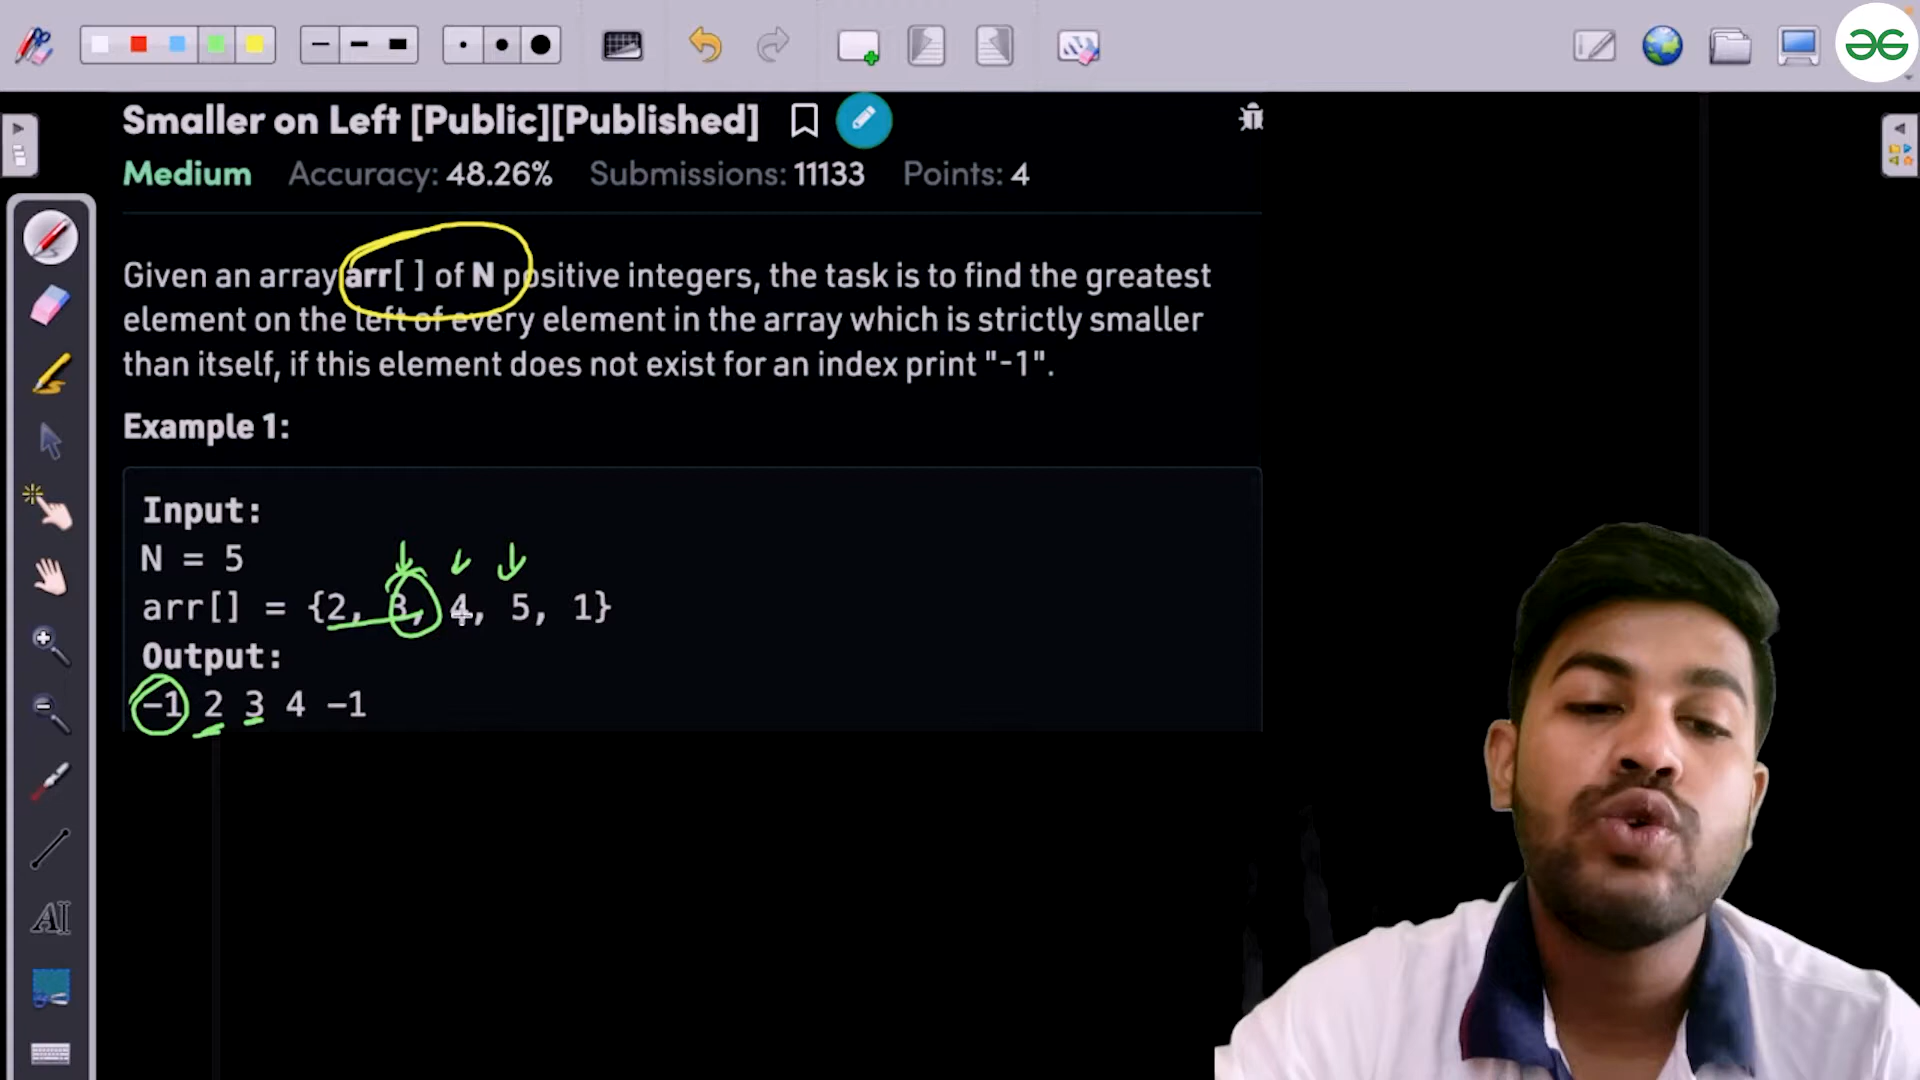 Smaller on Left [Public][Published]
Medium Accuracy: 48.26% Submissions: 11133 Points: 4
Given an array arr[ ] of N positive integers, the task is to find the greatest
element on the left of every element in the array which is strictly smaller
than itself, if this element does not exist for an index print "-1".
Example 1:
Input:
N = 5
arr[] = {2, 3, 4, 5, 1}
Output:
-1 2 3 4 -1